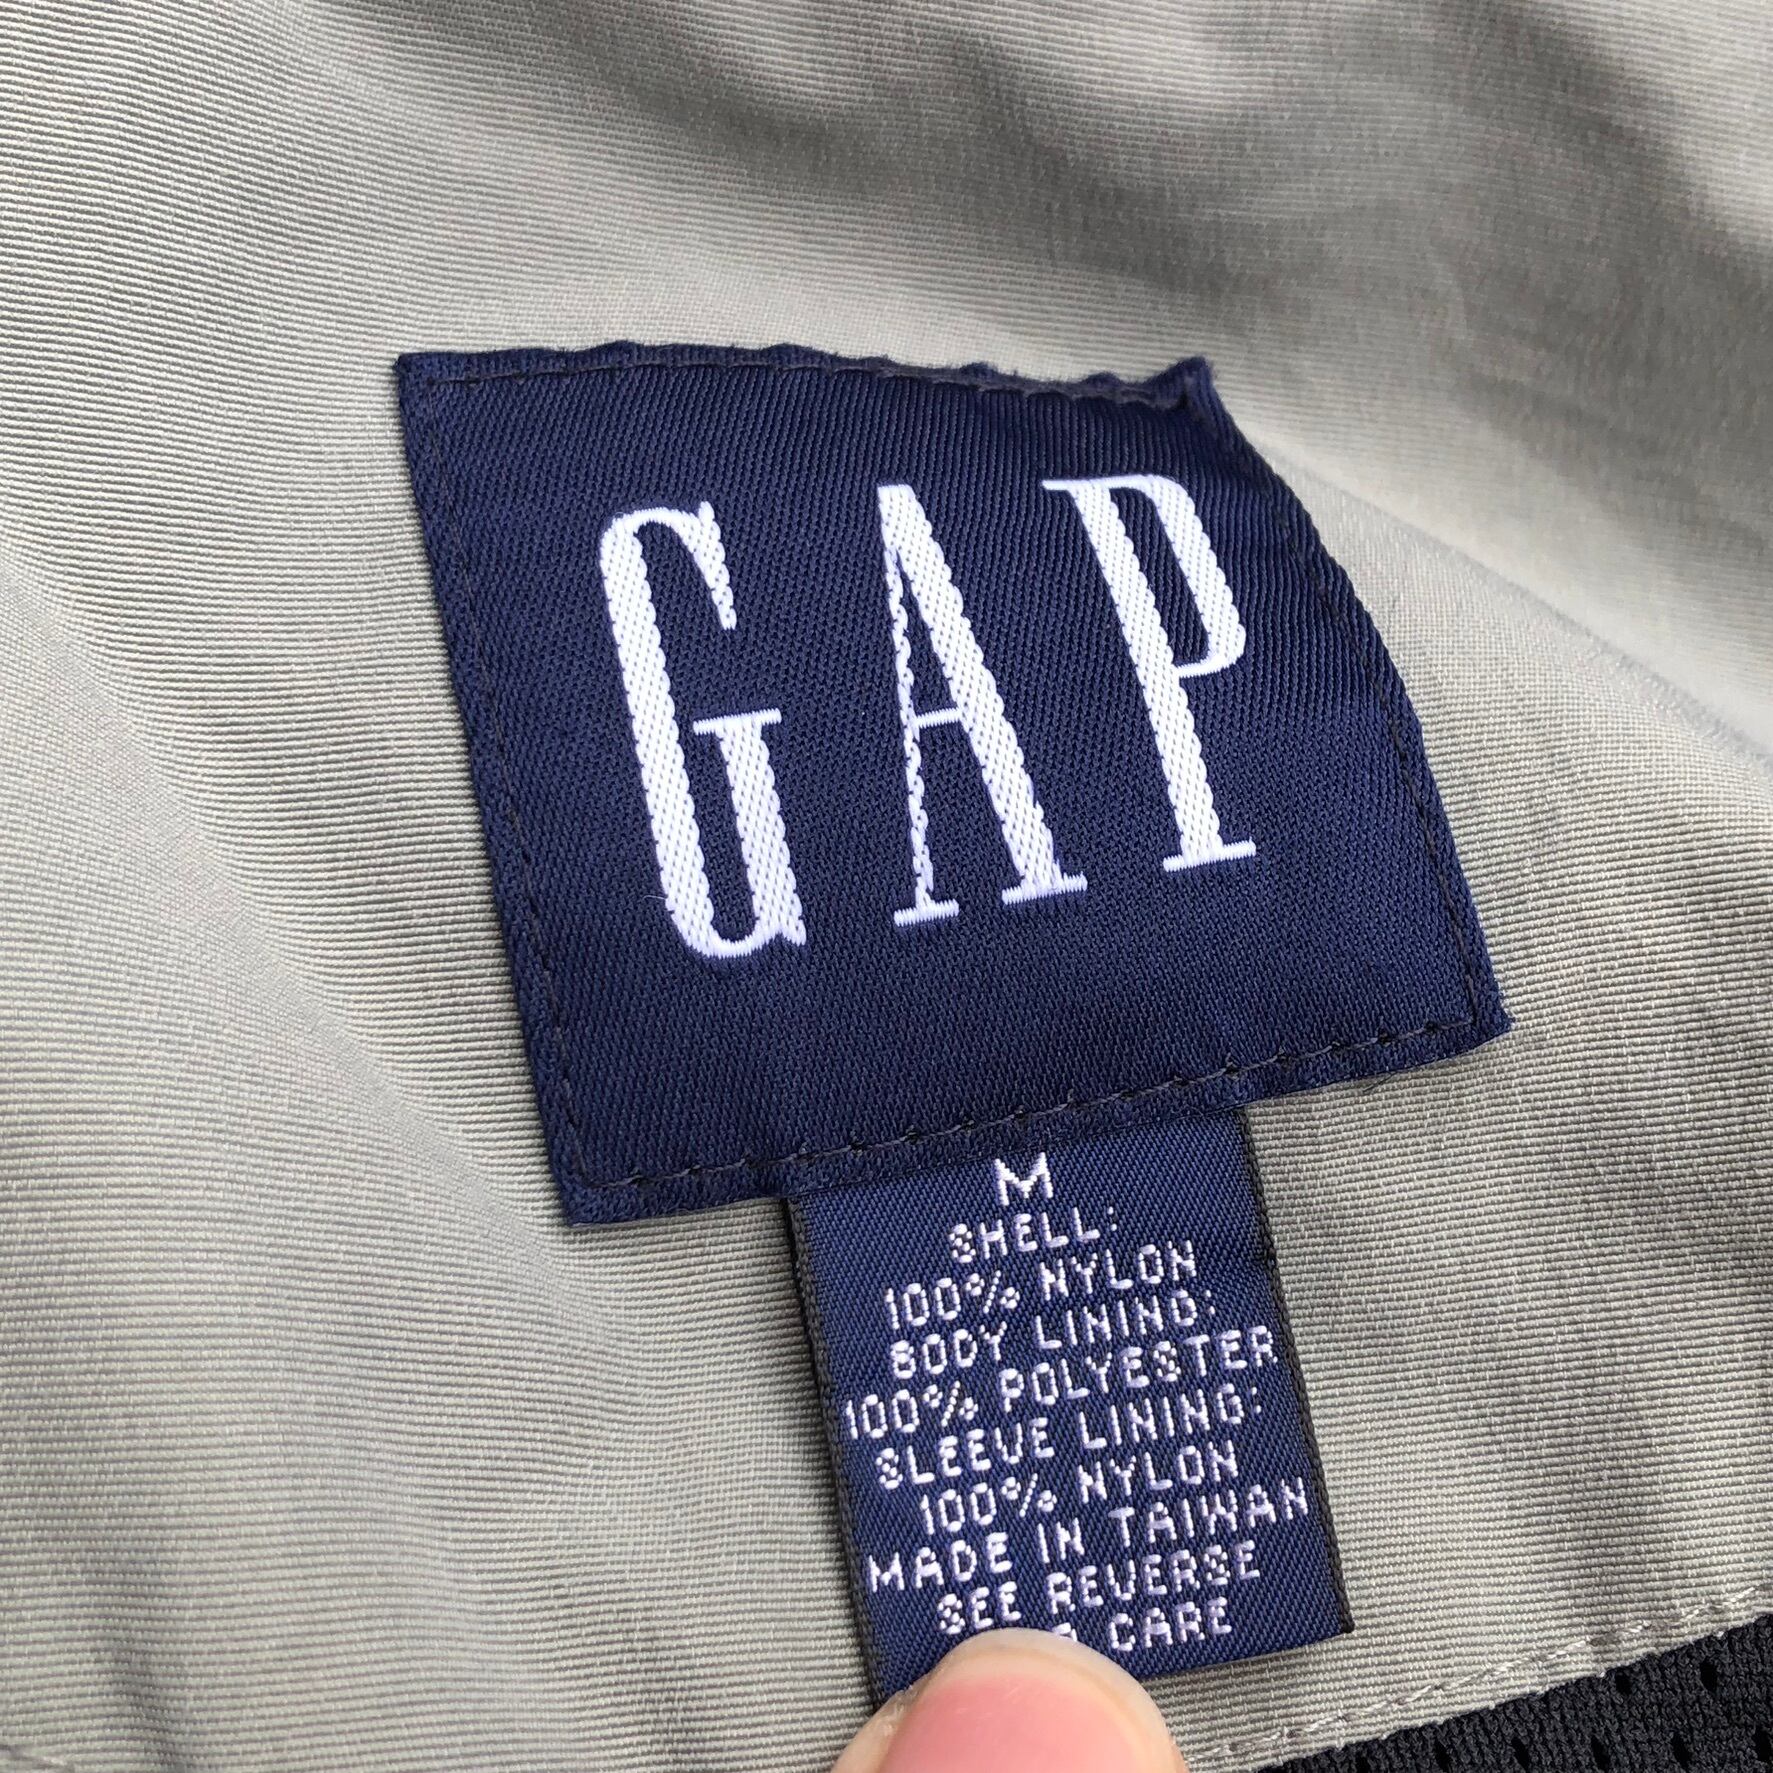 GAP
M
SHELL:
100% NYLON
BODY LINING:
100% POLYESTER
SLEEVE LINING:
100% NYLON
MADE IN TAIWAN
SEE REVERSE
CARE